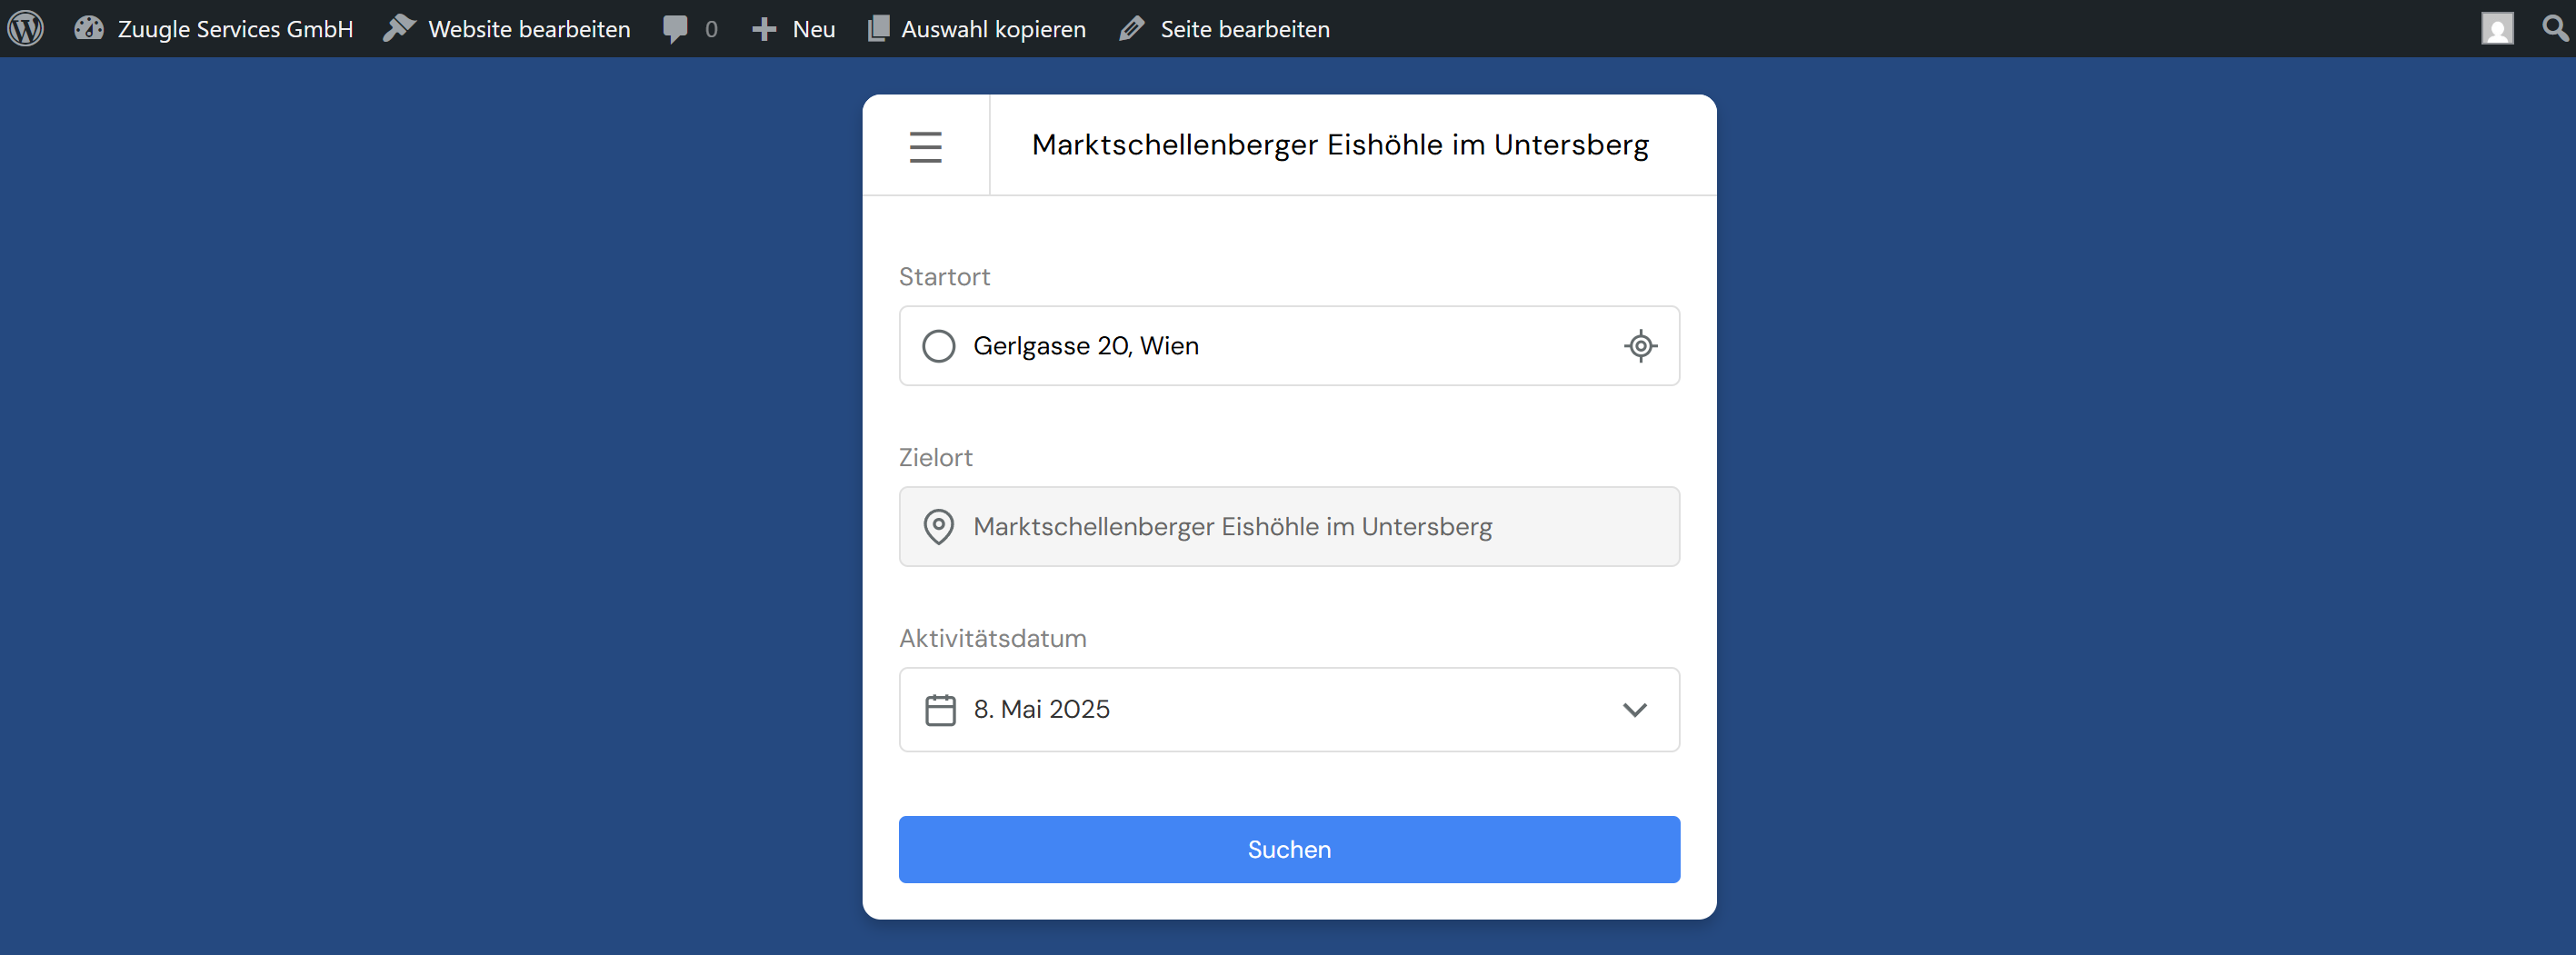 Zuugle Services GmbH Website bearbeiten 0 Neu Auswahl kopieren Seite bearbeiten
Marktschellenberger Eishöhle im Untersberg
Startort
Gerlgasse 20, Wien
Zielort
Marktschellenberger Eishöhle im Untersberg
Aktivitätsdatum
8. Mai 2025
Suchen